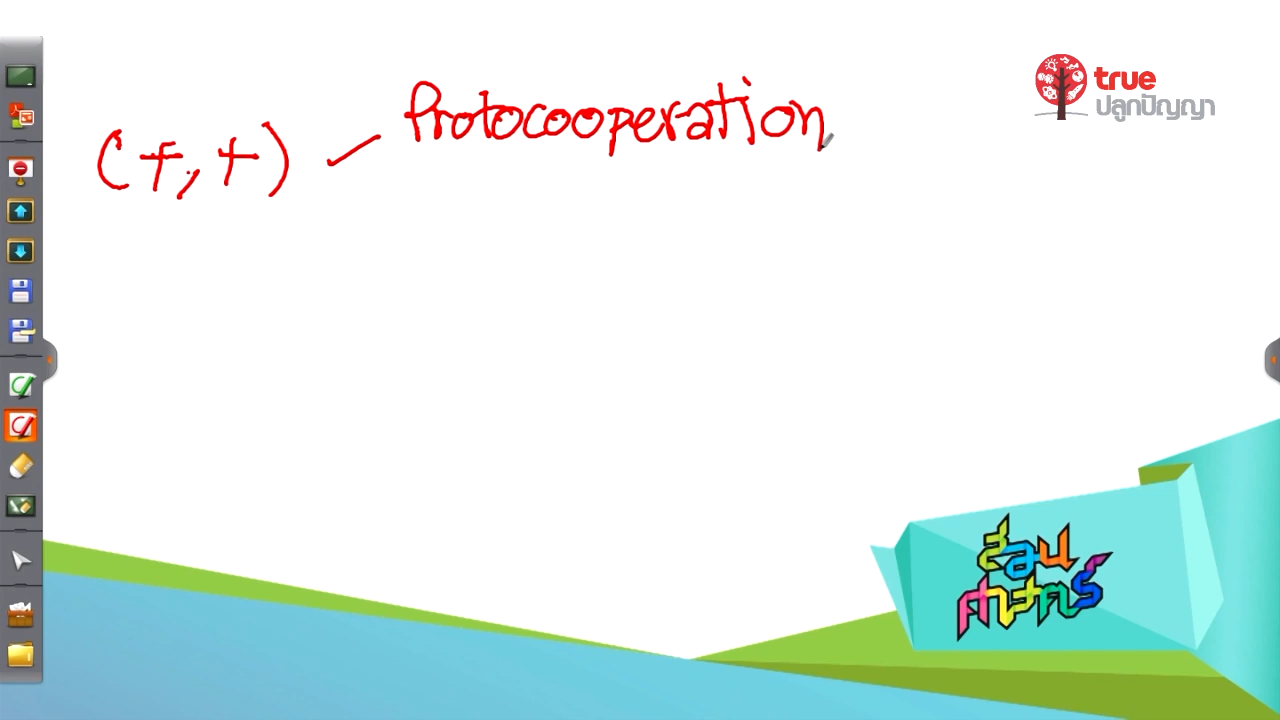 true
ปลูกปัญญา
(+,+) - Protocooperation
สอน
ศาสตร์